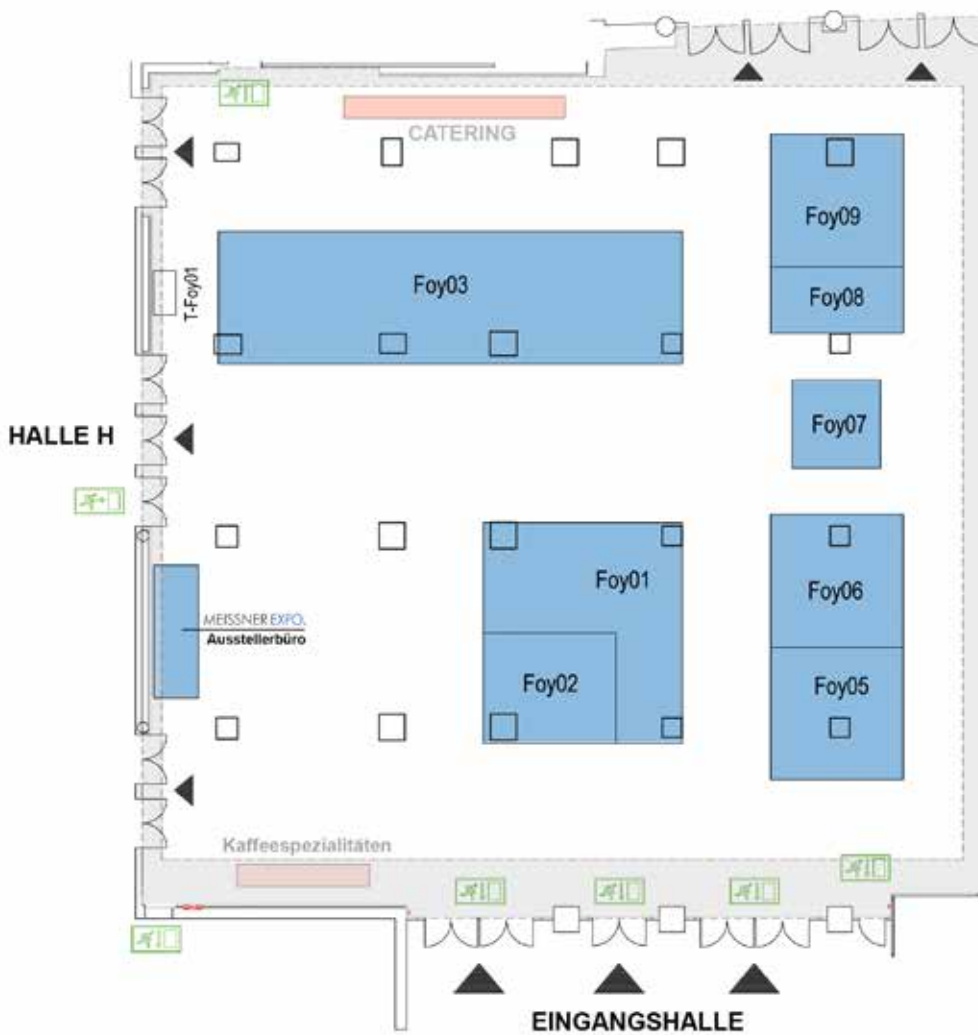 CATERING
Foy09
T-Foy01
Foy03
Foy08
HALLE H
Foy07
Foy01
Foy06
MEISSNER EXPO.
Ausstellerbüro
Foy02
Foy05
Kaffeespezialitäten
EINGANGSHALLE